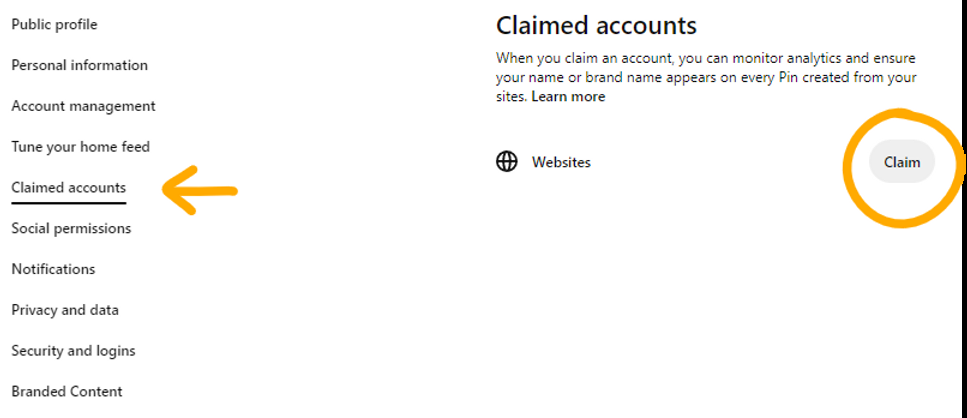 Public profile
Personal information
Account management
Tune your home feed
Claimed accounts
Social permissions
Notifications
Privacy and data
Security and logins
Branded Content
Claimed accounts
When you claim an account, you can monitor analytics and ensure
your name or brand name appears on every Pin created from your
sites. Learn more
Websites
Claim